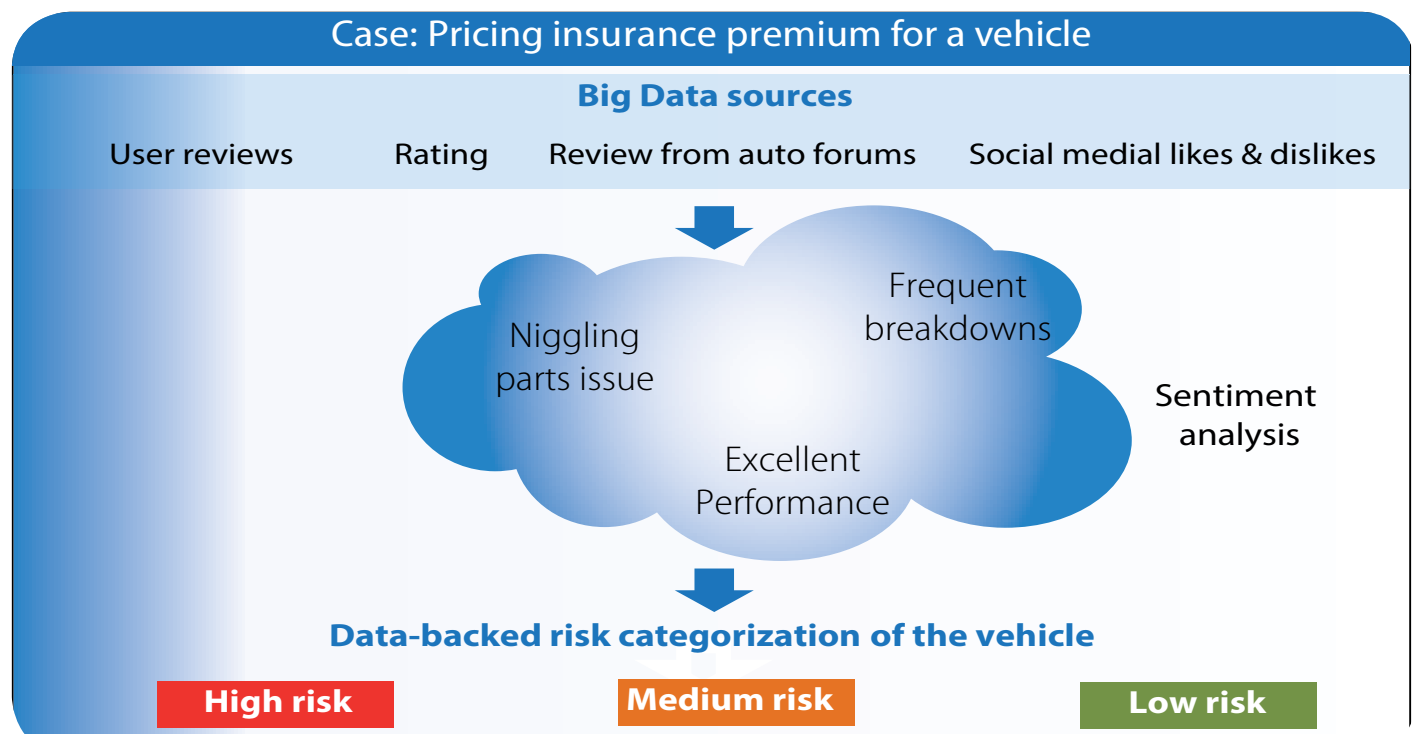 Case: Pricing insurance premium for a vehicle
Big Data sources
User reviews Rating Review from auto forums Social medial likes & dislikes
Frequent
breakdowns
Niggling
parts issue
Sentiment
analysis
Excellent
Performance
Data-backed risk categorization of the vehicle
High risk Medium risk Low risk